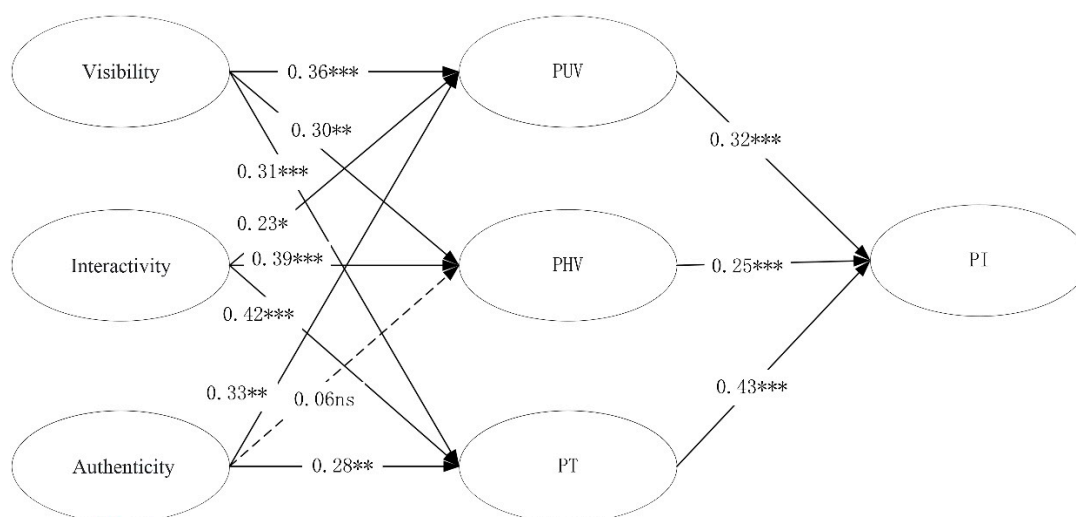 Visibility
0.36***
PUV
0.30**
0.32***
0.31***
0.23*
Interactivity
0.39***
PHV
0.25***
PI
0.42***
0.33**
0.06ns
0.43***
Authenticity
0.28**
PT